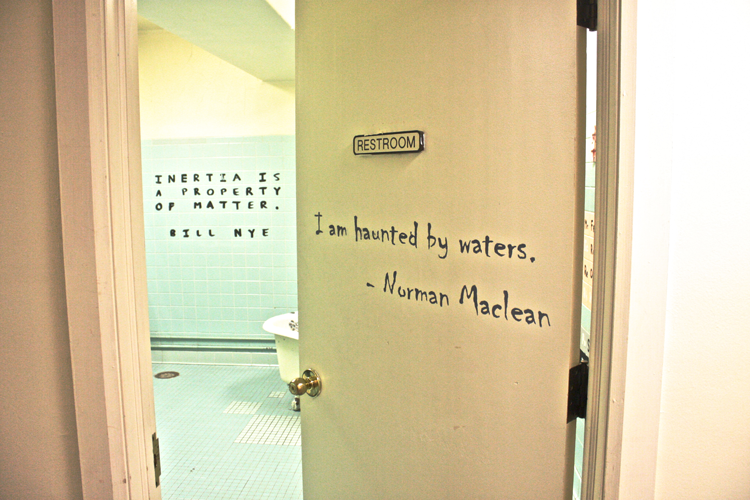 INERTIA IS
A PROPERTY
OF MATTER.
BILL NYE
RESTROOM
I am haunted by waters.
- Norman Maclean